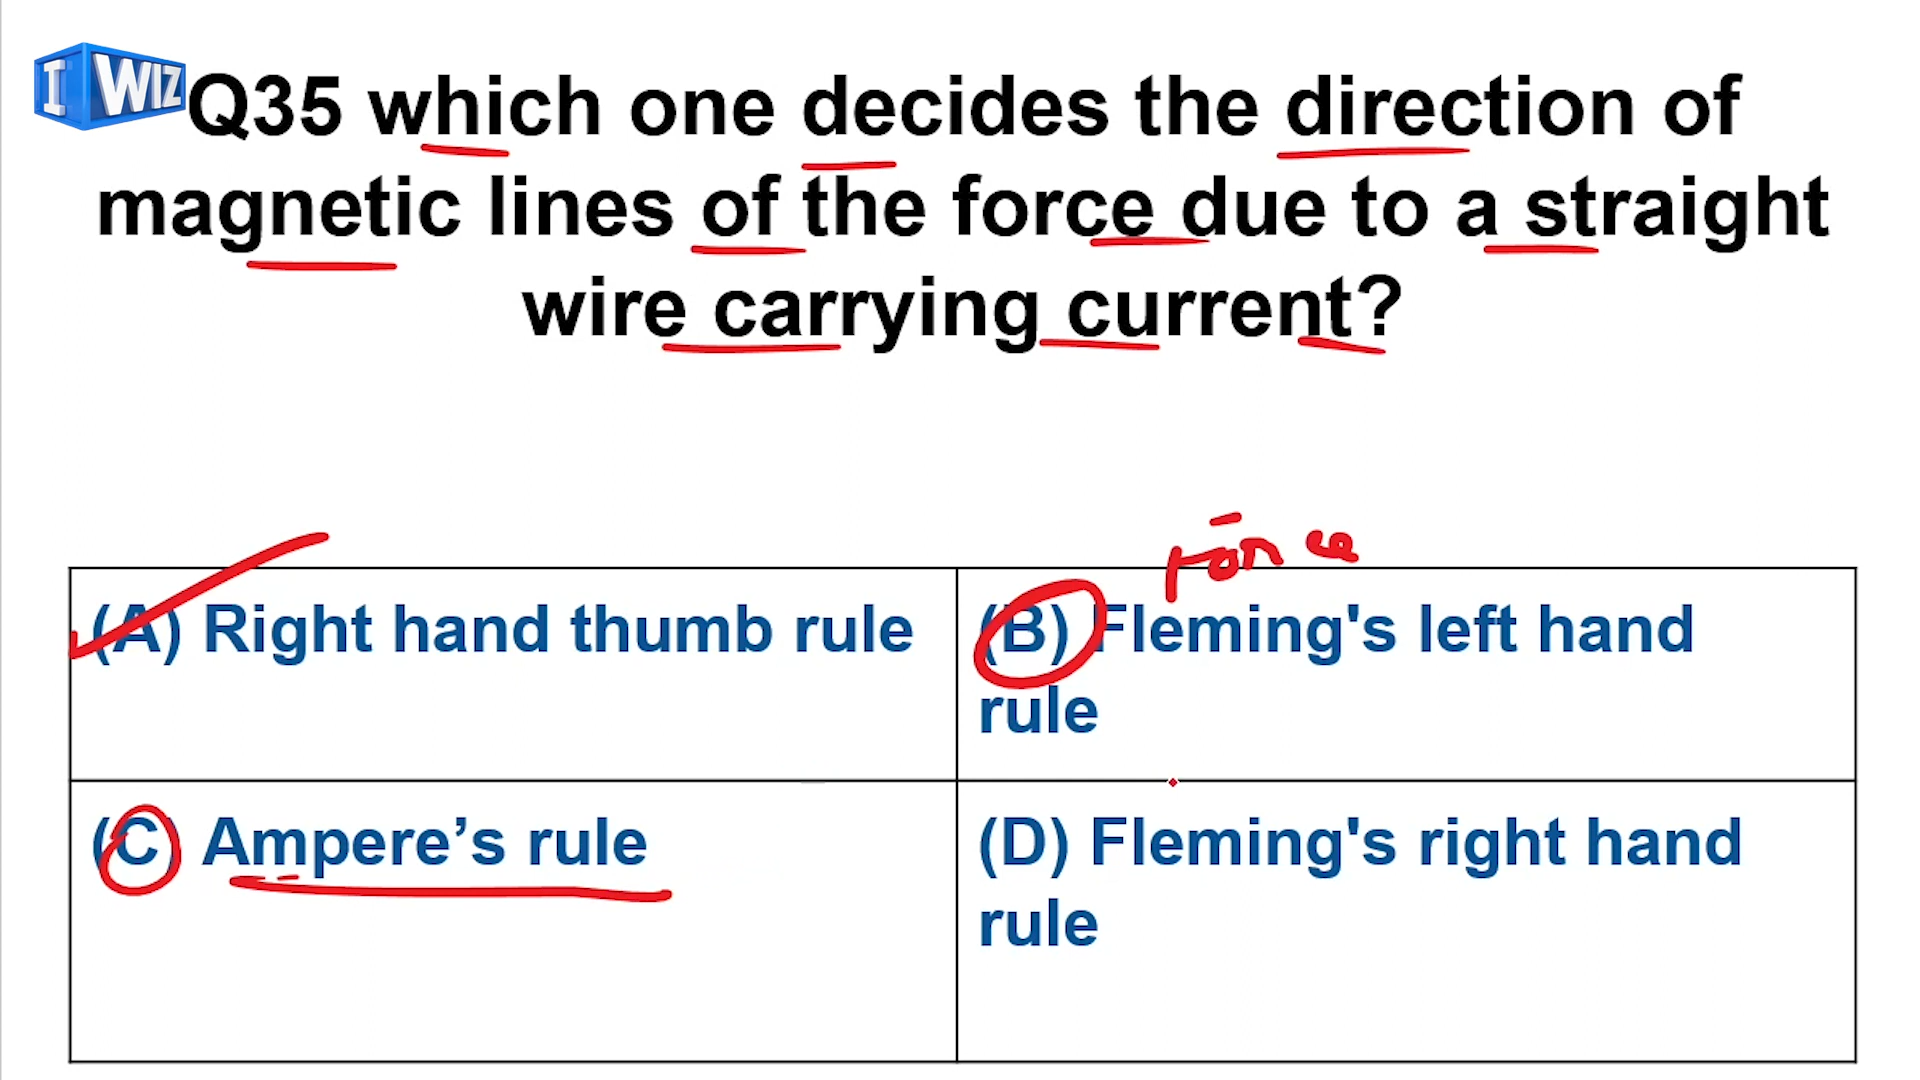 I WIZ
Q35 which one decides the direction of
magnetic lines of the force due to a straight
wire carrying current?
Force
(A) Right hand thumb rule
(B) Fleming's left hand
rule
(C) Ampere’s rule
(D) Fleming's right hand
rule